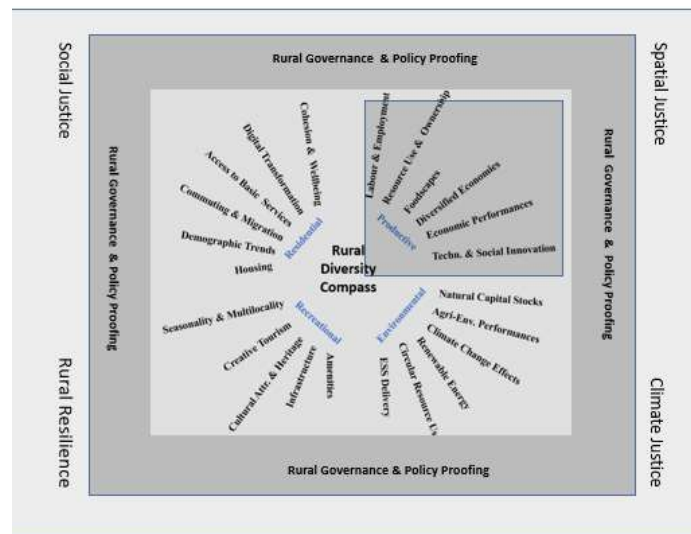 Social Justice
Spatial Justice
Rural Governance & Policy Proofing
Rural Governance & Policy Proofing
Rural Governance & Policy Proofing
Cohesion & Wellbeing
Digital Transformation
Access to Basic Services
Commuting & Migration
Demographic Trends
Housing
Residential
Labour & Employment
Resource Use & Ownership
Foodscapes
Diversified Economies
Economic Performances
Techn. & Social Innovation
Productive
Rural
Diversity
Compass
Seasonality & Multilocality
Creative Tourism
Cultural Attr. & Heritage
Infrastructure
Amenities
Recreational
Environmental
Natural Capital Stocks
Agri-Env. Performances
Climate Change Effects
Renewable Energy
Circular Resource Us
ESS Delivery
Rural Governance & Policy Proofing
Rural Resilience
Climate Justice